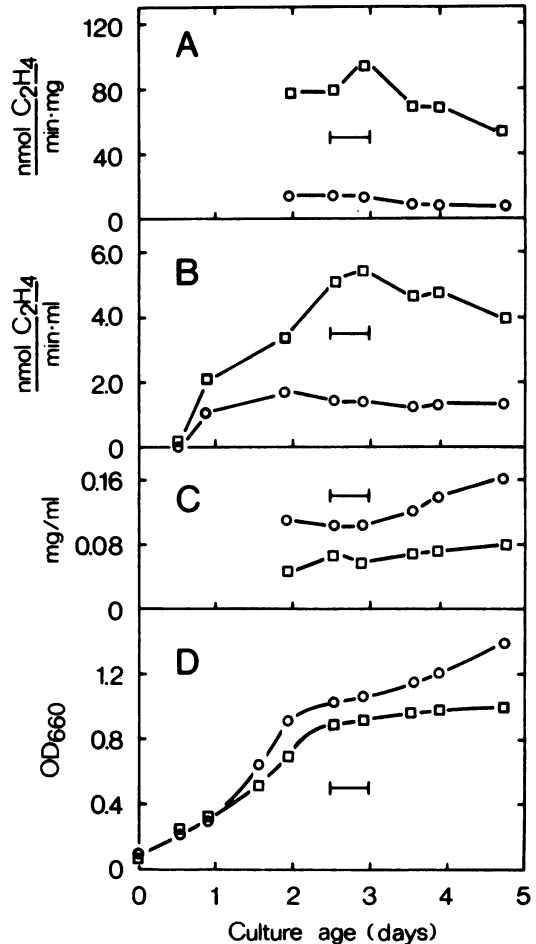 A
120
80
40
0
nmol C₂H₄
min·mg
B
6.0
4.0
2.0
0
nmol C₂H₄
min·ml
C
0.16
0.08
0
mg/ml
D
1.2
0.8
0.4
0
OD₆₆₀
0 1 2 3 4 5
Culture age (days)